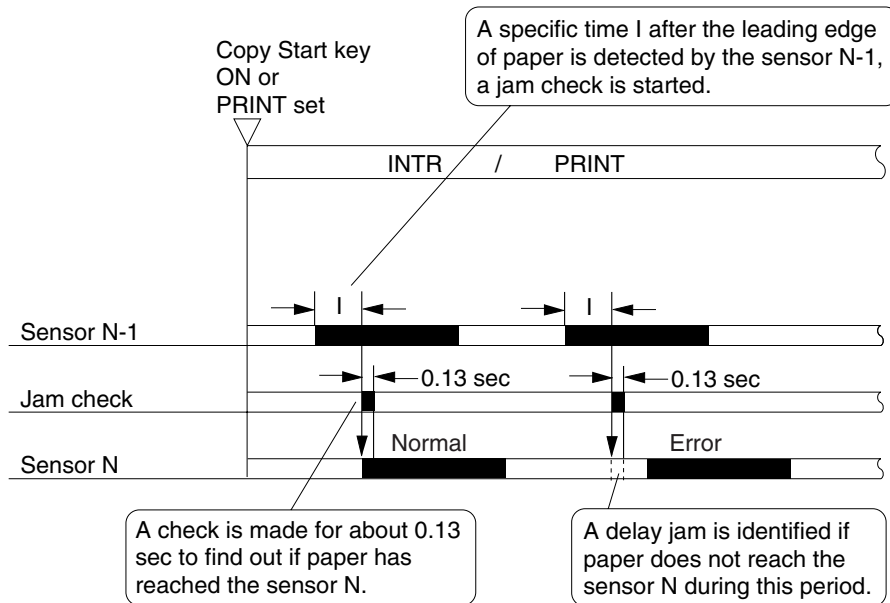 A specific time I after the leading edge
of paper is detected by the sensor N-1,
a jam check is started.
Copy Start key
ON or
PRINT set
INTR / PRINT
I I
Sensor N-1
0.13 sec 0.13 sec
Jam check
Normal Error
Sensor N
A check is made for about 0.13
sec to find out if paper has
reached the sensor N.
A delay jam is identified if
paper does not reach the
sensor N during this period.